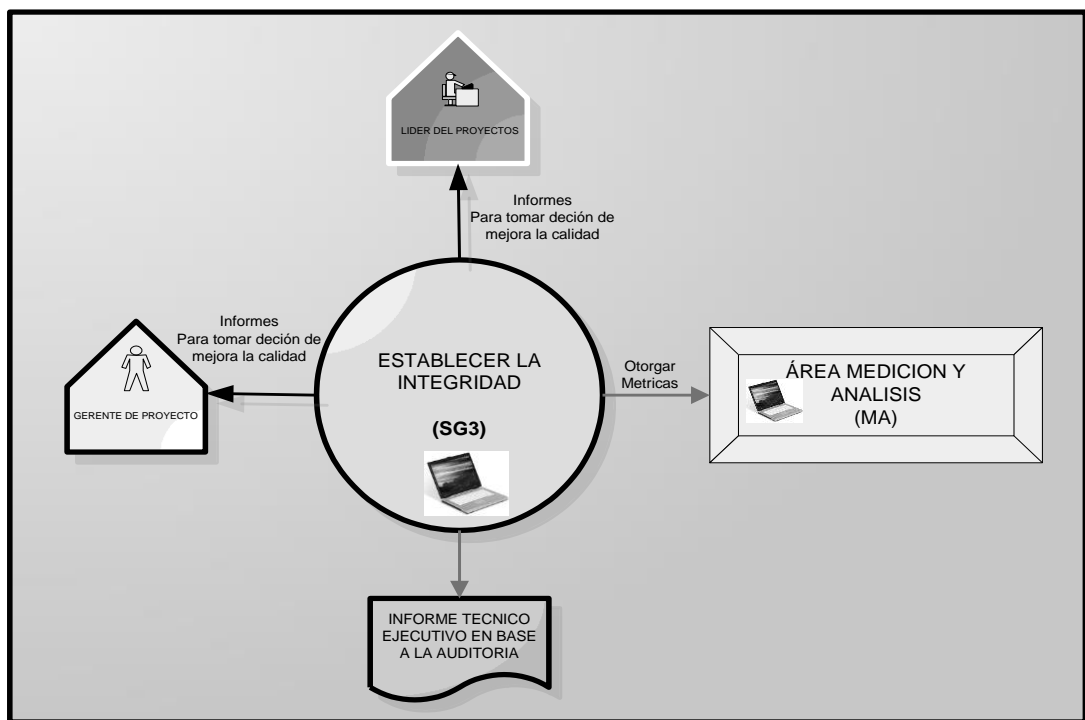 LIDER DEL PROYECTOS
Informes
Para tomar deción de
mejora la calidad
Informes
Para tomar deción de
mejora la calidad
GERENTE DE PROYECTO
ESTABLECER LA
INTEGRIDAD
(SG3)
Otorgar
Metricas
ÁREA MEDICION Y
ANALISIS
(MA)
INFORME TECNICO
EJECUTIVO EN BASE
A LA AUDITORIA